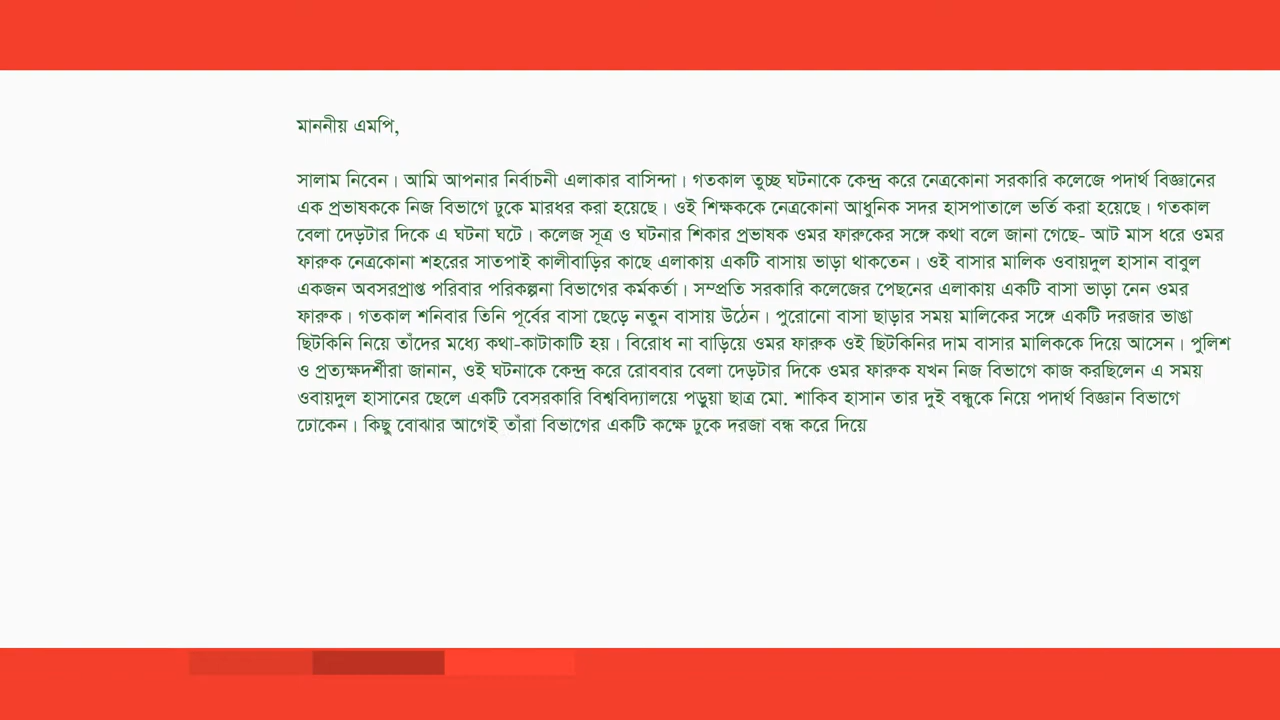 মাননীয় এমপি,
সালাম নিবেন। আমি আপনার নির্বাচনী এলাকার বাসিন্দা। গতকাল তুচ্ছ ঘটনাকে কেন্দ্র করে নেত্রকোনা সরকারি কলেজে পদার্থ বিজ্ঞানের
এক প্রভাষককে নিজ বিভাগে ঢুকে মারধর করা হয়েছে। ওই শিক্ষককে নেত্রকোনা আধুনিক সদর হাসপাতালে ভর্তি করা হয়েছে। গতকাল
বেলা দেড়টার দিকে এ ঘটনা ঘটে। কলেজ সূত্র ও ঘটনার শিকার প্রভাষক ওমর ফারুকের সঙ্গে কথা বলে জানা গেছে- আট মাস ধরে ওমর
ফারুক নেত্রকোনা শহরের সাতপাই কালীবাড়ির কাছে এলাকায় একটি বাসায় ভাড়া থাকতেন। ওই বাসার মালিক ওবায়দুল হাসান বাবুল
একজন অবসরপ্রাপ্ত পরিবার পরিকল্পনা বিভাগের কর্মকর্তা। সম্প্রতি সরকারি কলেজের পেছনের এলাকায় একটি বাসা ভাড়া নেন ওমর
ফারুক। গতকাল শনিবার তিনি পূর্বের বাসা ছেড়ে নতুন বাসায় উঠেন। পুরোনো বাসা ছাড়ার সময় মালিকের সঙ্গে একটি দরজার ভাঙা
ছিটকিনি নিয়ে তাঁদের মধ্যে কথা-কাটাকাটি হয়। বিরোধ না বাড়িয়ে ওমর ফারুক ওই ছিটকিনির দাম বাসার মালিককে দিয়ে আসেন। পুলিশ
ও প্রত্যক্ষদর্শীরা জানান, ওই ঘটনাকে কেন্দ্র করে রোববার বেলা দেড়টার দিকে ওমর ফারুক যখন নিজ বিভাগে কাজ করছিলেন এ সময়
ওবায়দুল হাসানের ছেলে একটি বেসরকারি বিশ্ববিদ্যালয়ে পড়ুয়া ছাত্র মো. শাকিব হাসান তার দুই বন্ধুকে নিয়ে পদার্থ বিজ্ঞান বিভাগে
ঢোকেন। কিছু বোঝার আগেই তাঁরা বিভাগের একটি কক্ষে ঢুকে দরজা বন্ধ করে দিয়ে